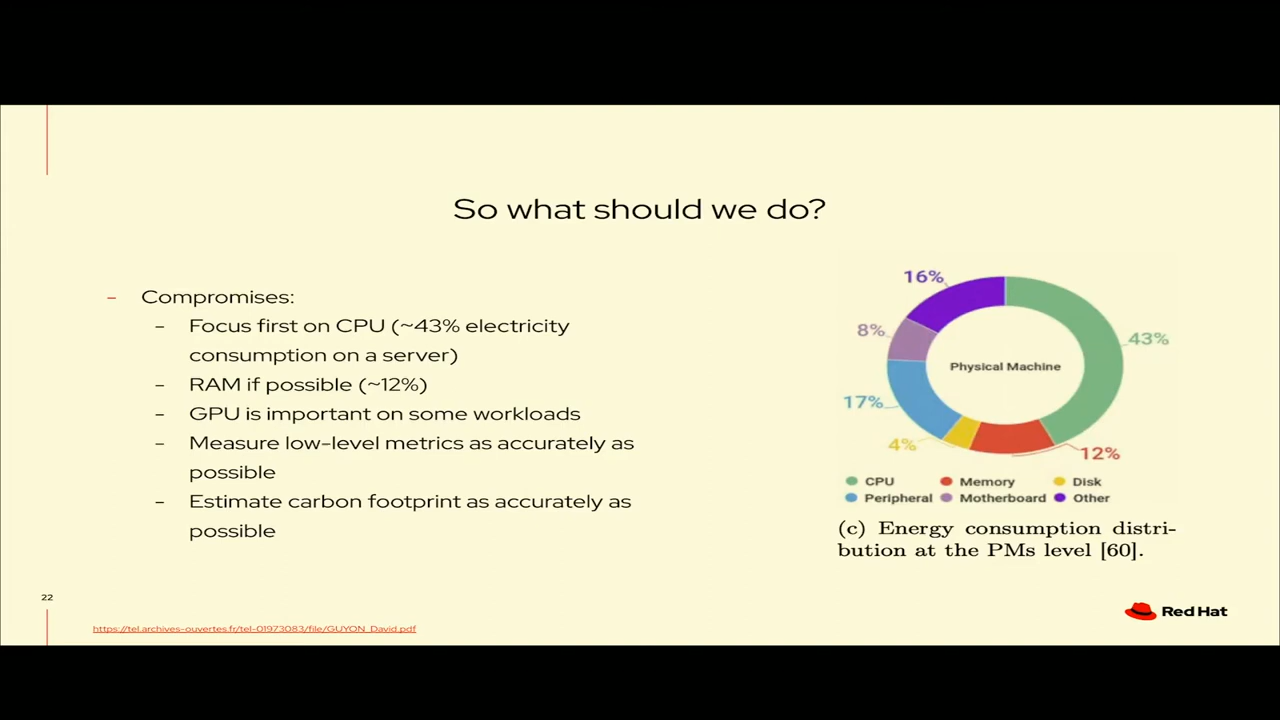 So what should we do?
- Compromises:
- Focus first on CPU (~43% electricity
consumption on a server)
- RAM if possible (~12%)
- GPU is important on some workloads
- Measure low-level metrics as accurately as
possible
- Estimate carbon footprint as accurately as
possible
16%
8%
43%
Physical Machine
17%
4%
12%
CPU Memory Disk
Peripheral Motherboard Other
(c) Energy consumption distri-
bution at the PMs level [60].
22
Red Hat
https://tel.archives-ouvertes.fr/tel-01973083/file/GUYON_David.pdf